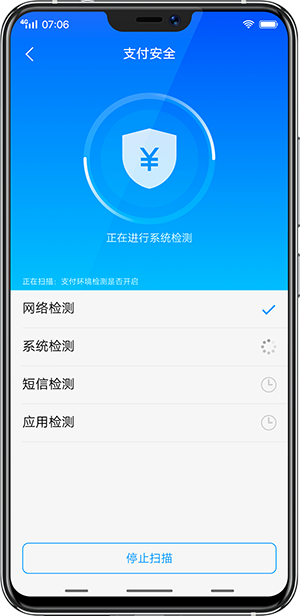 4G 07:06
支付安全
¥
正在进行系统检测
正在扫描：支付环境检测是否开启
网络检测
系统检测
短信检测
应用检测
停止扫描